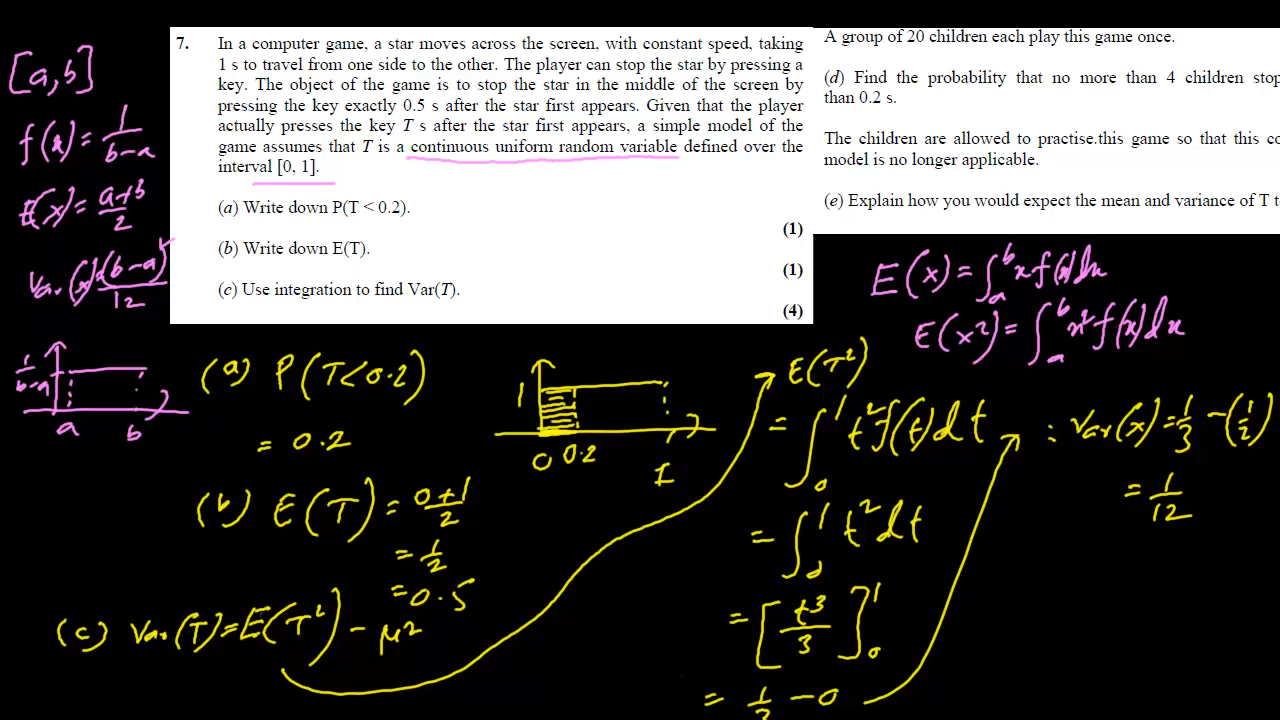 [a, b]
f(x) = 1/(b-a)
E(x) = (a+b)/2
Var(x) = (b-a)²/12
1/(b-a)
a b
7. In a computer game, a star moves across the screen, with constant speed, taking
1 s to travel from one side to the other. The player can stop the star by pressing a
key. The object of the game is to stop the star in the middle of the screen by
pressing the key exactly 0.5 s after the star first appears. Given that the player
actually presses the key T s after the star first appears, a simple model of the
game assumes that T is a continuous uniform random variable defined over the
interval [0, 1].
(a) Write down P(T < 0.2).
(1)
(b) Write down E(T).
(1)
(c) Use integration to find Var(T).
(4)
A group of 20 children each play this game once.
(d) Find the probability that no more than 4 children stop
than 0.2 s.
The children are allowed to practise.this game so that this co
model is no longer applicable.
(e) Explain how you would expect the mean and variance of T t
E(x) = ∫ₐᵇ x f(x) dx
E(x²) = ∫ₐᵇ x² f(x) dx
(a) P(T<0.2)
= 0.2
1
0 0.2 1
(b) E(T) = (0+1)/2
= 1/2
= 0.5
(c) Var(T) = E(T²) - μ²
E(T²)
= ∫₀¹ t² f(t) dt
= ∫₀¹ t² dt
= [t³/3]₀¹
= 1/3 - 0
: Var(x) = 1/3 - (1/2)
= 1/12